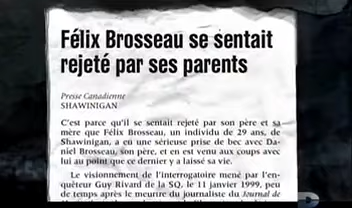 Félix Brosseau se sentait
rejeté par ses parents
Presse Canadienne
SHAWINIGAN
C'est parce qu'il se sentait rejeté par son père et sa
mère que Félix Brosseau, un individu de 29 ans, de
Shawinigan, a eu une sérieuse prise de bec avec Da-
niel Brosseau, son père, et en est venu aux coups avec
lui au point que ce dernier y a laissé sa vie.
Le visionnement de l'interrogatoire mené par l'en-
quêteur Guy Rivard de la SQ, le 11 janvier 1999, peu
de temps après le meurtre du journaliste du Journal de